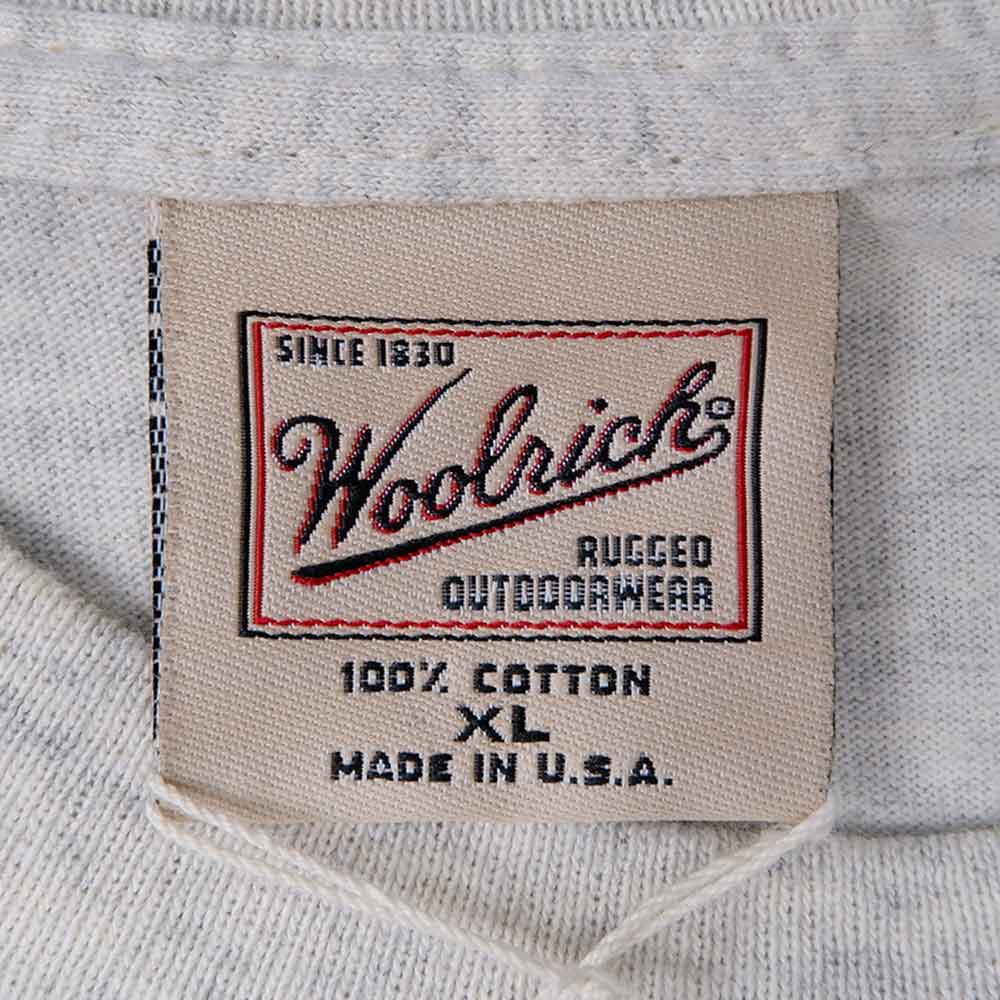 SINCE 1830
Woolrich®
RUGGED
OUTDOORWEAR
100% COTTON
XL
MADE IN U.S.A.